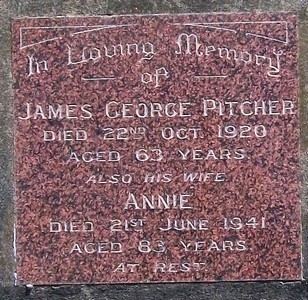 In Loving Memory
of
JAMES GEORGE PITCHER
DIED 22ND OCT. 1920
AGED 63 YEARS
ALSO HIS WIFE
ANNIE
DIED 21ST JUNE 1941
AGED 83 YEARS
AT REST